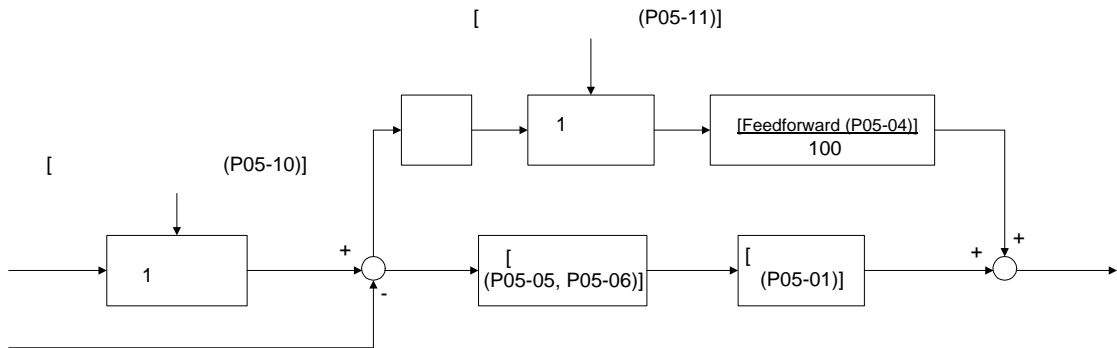 [ (P05-11)]
1
[Feedforward (P05-04)]
100
[ (P05-10)]
1
+
-
[
(P05-05, P05-06)]
[
(P05-01)]
+
+